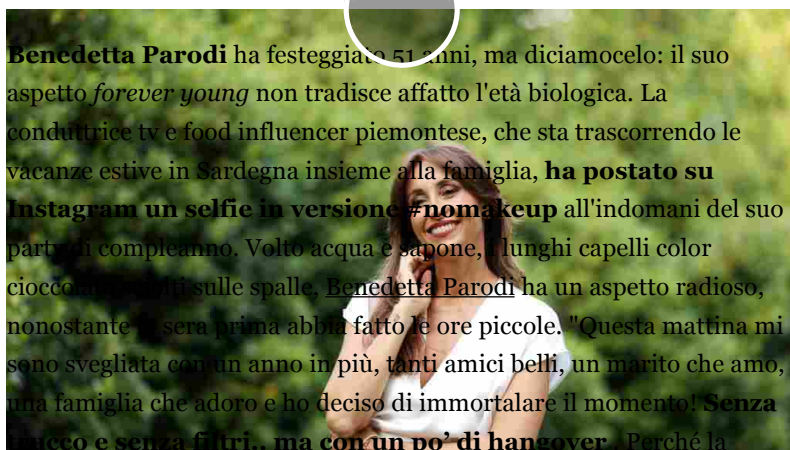 Benedetta Parodi ha festeggiato 51 anni, ma diciamocelo: il suo
aspetto forever young non tradisce affatto l'età biologica. La
conduttrice tv e food influencer piemontese, che sta trascorrendo le
vacanze estive in Sardegna insieme alla famiglia, ha postato su
Instagram un selfie in versione #nomakeup all'indomani del suo
party di compleanno. Volto acqua e sapone, i lunghi capelli color
cioccolato sciolti sulle spalle, Benedetta Parodi ha un aspetto radioso,
nonostante la sera prima abbia fatto le ore piccole. "Questa mattina mi
sono svegliata con un anno in più, tanti amici belli, un marito che amo,
una famiglia che adoro e ho deciso di immortalare il momento! Senza
trucco e senza filtri.. ma con un po' di hangover.. Perché la